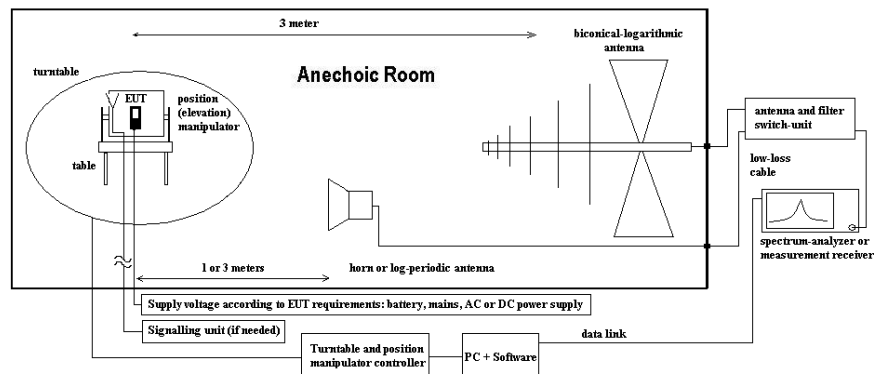 3 meter
biconical-logarithmic
antenna
Anechoic Room
turntable
EUT
position
(elevation)
manipulator
table
antenna and filter
switch-unit
low-loss
cable
spectrum-analyzer or
measurement receiver
1 or 3 meters
horn or log-periodic antenna
Supply voltage according to EUT requirements: battery, mains, AC or DC power supply
Signalling unit (if needed)
Turntable and position
manipulator controller
PC + Software
data link